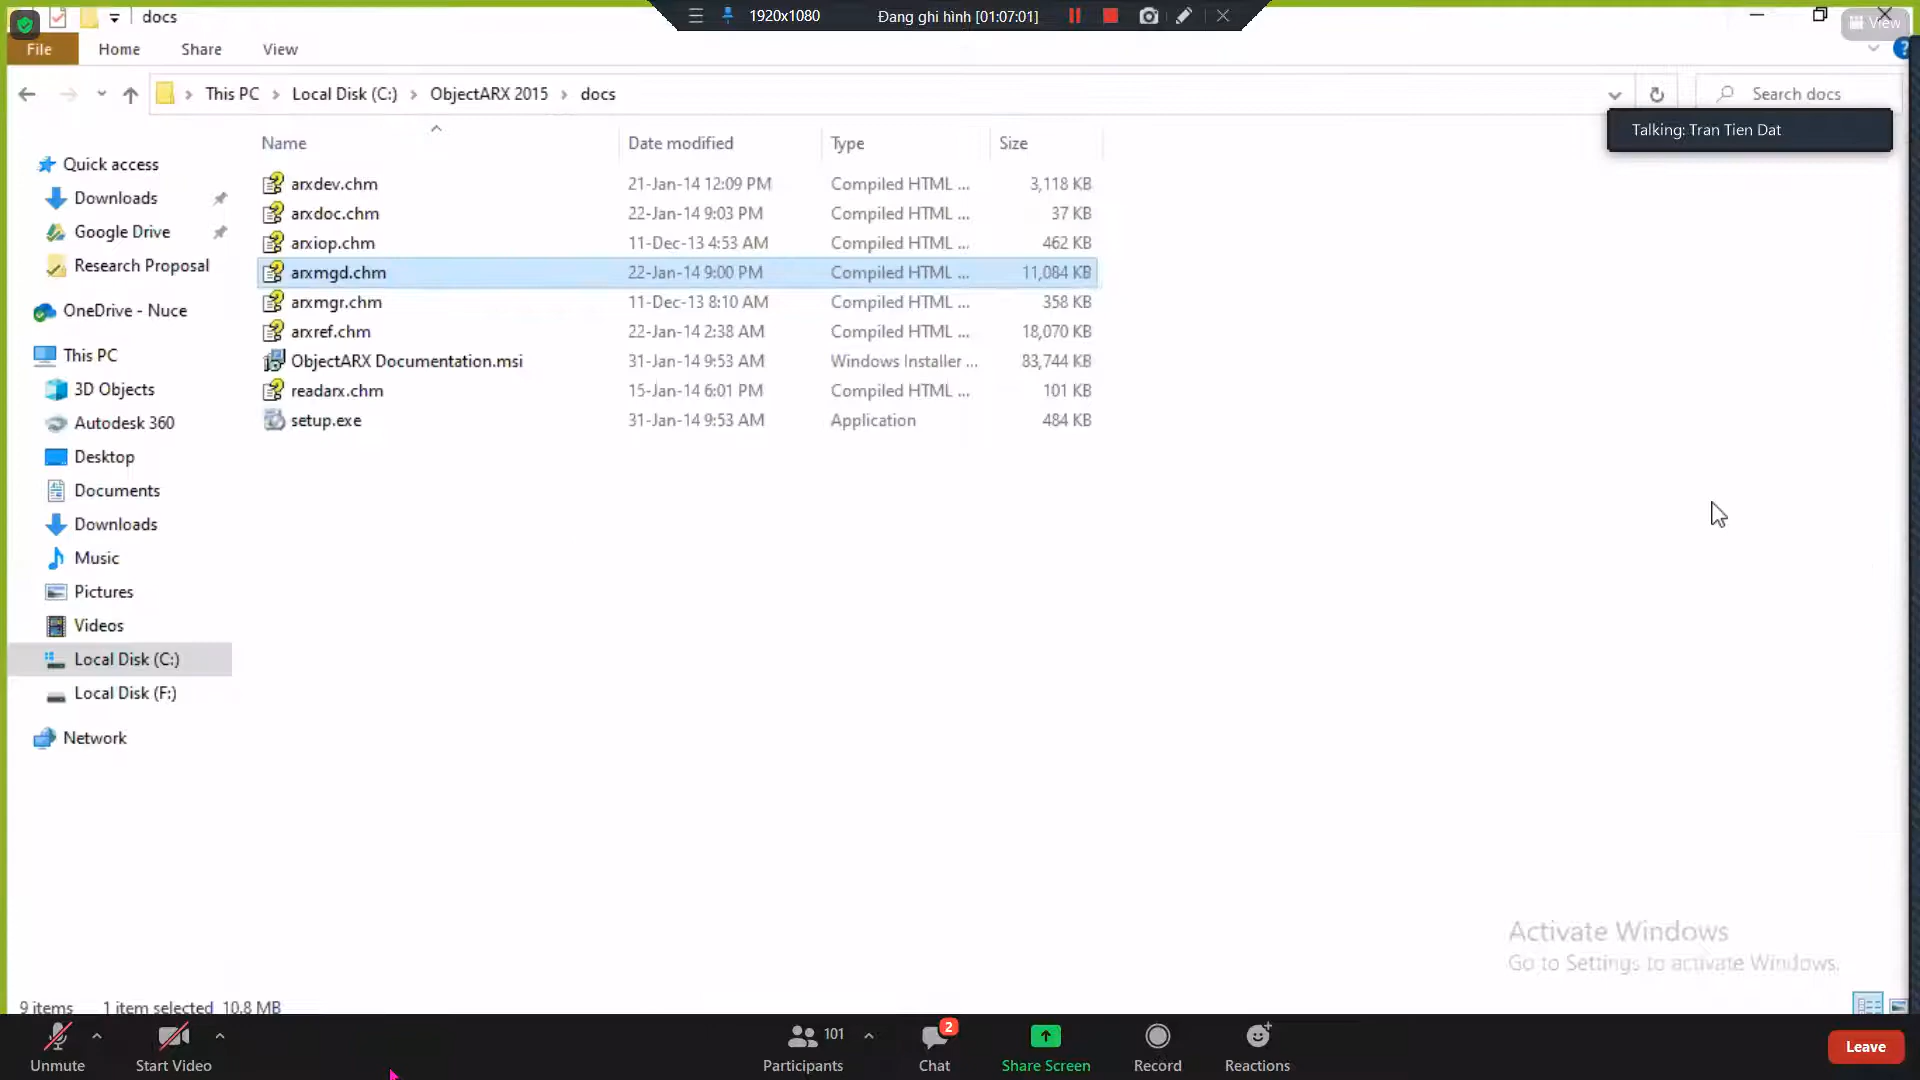 docs
1920x1080
Đang ghi hình [01:07:01]
View
File
Home
Share
View
This PC
Local Disk (C:)
ObjectARX 2015
docs
Search docs
Talking: Tran Tien Dat
Name
Date modified
Type
Size
Quick access
Downloads
Google Drive
Research Proposal
OneDrive - Nuce
This PC
3D Objects
Autodesk 360
Desktop
Documents
Downloads
Music
Pictures
Videos
Local Disk (C:)
Local Disk (F:)
Network
arxdev.chm 21-Jan-14 12:09 PM Compiled HTML ... 3,118 KB
arxdoc.chm 22-Jan-14 9:03 PM Compiled HTML ... 37 KB
arxiop.chm 11-Dec-13 4:53 AM Compiled HTML ... 462 KB
arxmgd.chm 22-Jan-14 9:00 PM Compiled HTML ... 11,084 KB
arxmgr.chm 11-Dec-13 8:10 AM Compiled HTML ... 358 KB
arxref.chm 22-Jan-14 2:38 AM Compiled HTML ... 18,070 KB
ObjectARX Documentation.msi 31-Jan-14 9:53 AM Windows Installer ... 83,744 KB
readarx.chm 15-Jan-14 6:01 PM Compiled HTML ... 101 KB
setup.exe 31-Jan-14 9:53 AM Application 484 KB
Activate Windows
Go to Settings to activate Windows.
9 items 1 item selected 10.8 MB
Unmute
Start Video
101
Participants
2
Chat
Share Screen
Record
Reactions
Leave